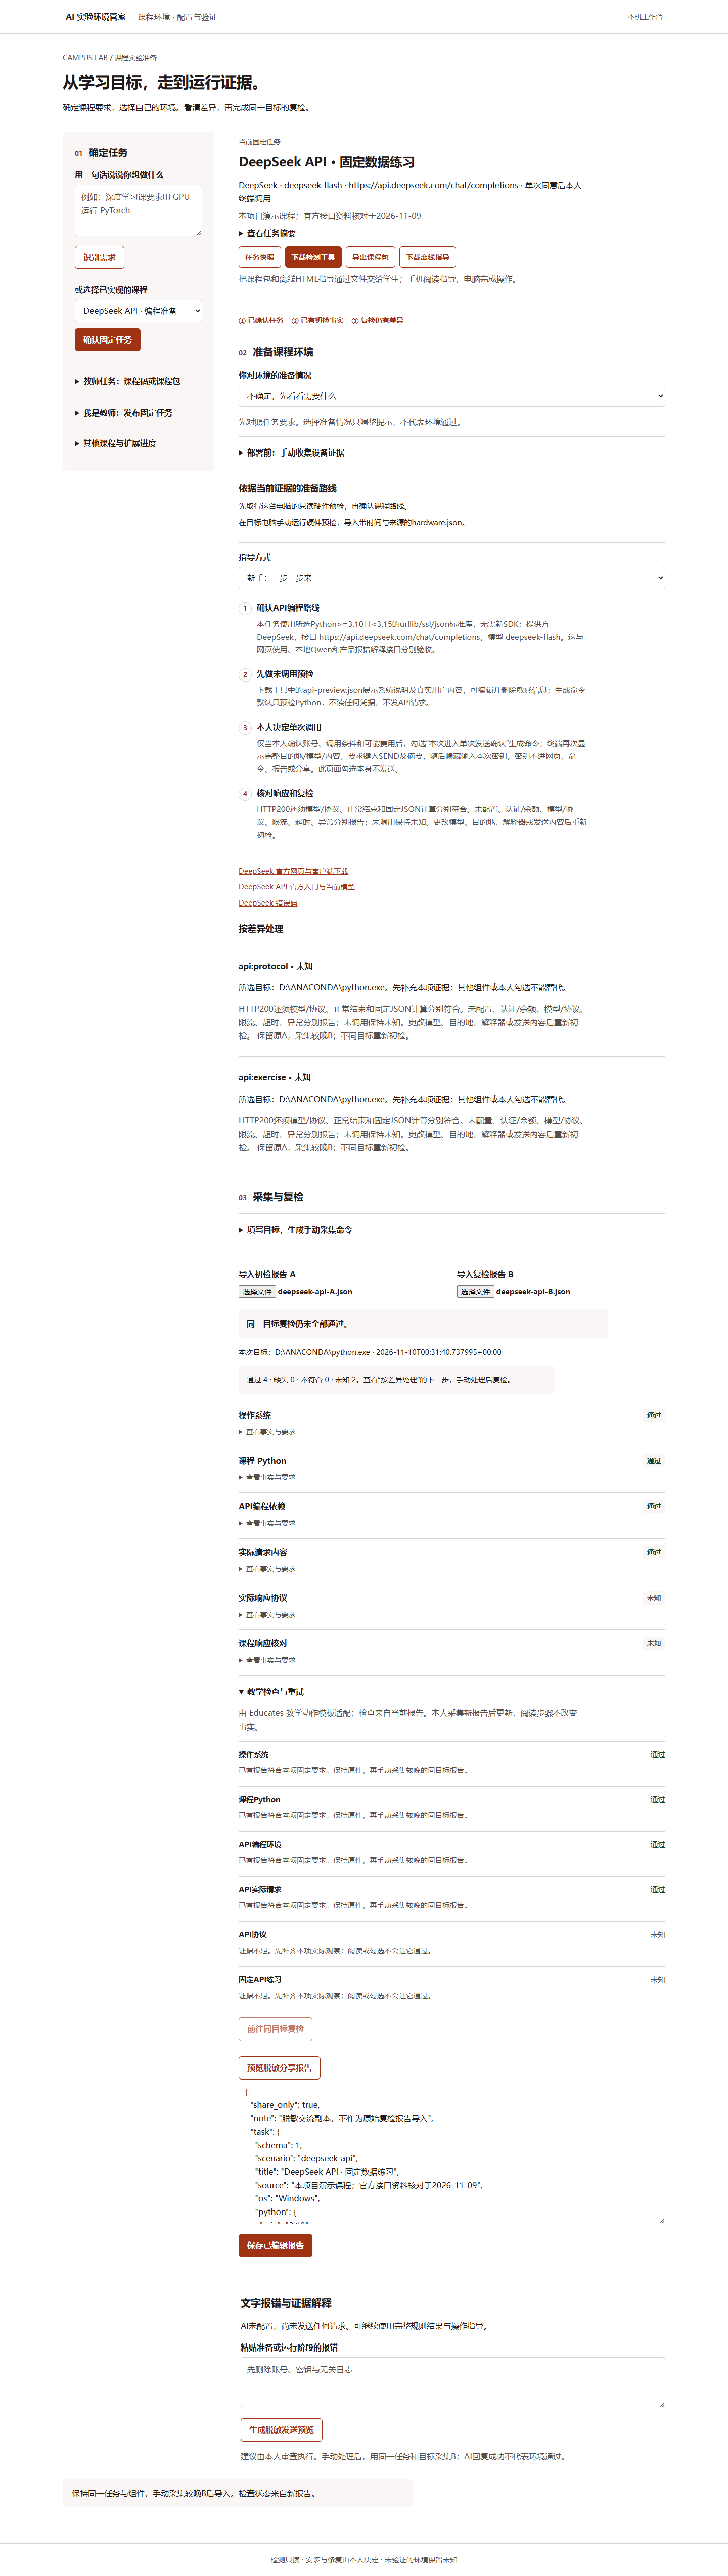 AI 实验环境管家 课程环境 · 配置与验证 本机工作台
CAMPUS LAB / 课程实验准备
从学习目标，走到运行证据。
确定课程要求，选择自己的环境。看清差异，再完成同一目标的复检。
01 确定任务
用一句话说说你想做什么
例如：深度学习课要求用 GPU
运行 PyTorch
识别需求
或选择已实现的课程
DeepSeek API · 编程准备
确认固定任务
教师任务：课程码或课程包
我是教师：发布固定任务
其他课程与扩展进度
当前固定任务
DeepSeek API · 固定数据练习
DeepSeek · deepseek-flash · https://api.deepseek.com/chat/completions · 单次同意后本人
终端调用
本项目演示课程；官方接口资料核对于2026-11-09
查看任务摘要
任务快照 下载检测工具 导出课程包 下载离线指导
把课程包和离线HTML指导通过文件交给学生；手机阅读指导，电脑完成操作。
① 已确认任务 ② 已有初检事实 ③ 复检仍有差异
02 准备课程环境
你对环境的准备情况
不确定，先看看需要什么
先对照任务要求。选择准备情况只调整提示，不代表环境通过。
部署前：手动收集设备证据
依据当前证据的准备路线
先取得这台电脑的只读硬件预检，再确认课程路线。
在目标电脑手动运行硬件预检，导入带时间与来源的hardware.json。
指导方式
新手：一步一步来
1 确认API编程路线
本任务使用所选Python>=3.10且<3.15的urllib/ssl/json标准库，无需新SDK；提供方
DeepSeek，接口 https://api.deepseek.com/chat/completions，模型 deepseek-flash。这与
网页使用、本地Qwen和产品报错解释接口分别验收。
2 先做未调用预检
下载工具中的api-preview.json展示系统说明及真实用户内容，可编辑并删除敏感信息；生成命令
默认只预检Python，不读任何凭据，不发API请求。
3 本人决定单次调用
仅当本人确认账号、调用条件和可能费用后，勾选“本次进入单次发送确认”生成命令；终端再次显
示完整目的地/模型/内容，要求键入SEND及摘要，随后隐藏输入本次密钥。密钥不进网页、命
令、报告或分享。此页面勾选本身不发送。
4 核对响应和复检
HTTP200还须模型/协议、正常结束和固定JSON计算分别符合。未配置、认证/余额、模型/协
议、限流、超时、异常分别报告；未调用保持未知。更改模型、目的地、解释器或发送内容后重新
初检。
DeepSeek 官方网页与客户端下载
DeepSeek API 官方入门与当前模型
DeepSeek 错误码
按差异处理
api:protocol · 未知
所选目标：D:\ANACONDA\python.exe。先补充本项证据；其他组件或本人勾选不能替代。
HTTP200还须模型/协议、正常结束和固定JSON计算分别符合。未配置、认证/余额、模型/协议、
限流、超时、异常分别报告；未调用保持未知。更改模型、目的地、解释器或发送内容后重新初
检。 保留原A，采集较晚B；不同目标重新初检。
api:exercise · 未知
所选目标：D:\ANACONDA\python.exe。先补充本项证据；其他组件或本人勾选不能替代。
HTTP200还须模型/协议、正常结束和固定JSON计算分别符合。未配置、认证/余额、模型/协议、
限流、超时、异常分别报告；未调用保持未知。更改模型、目的地、解释器或发送内容后重新初
检。 保留原A，采集较晚B；不同目标重新初检。
03 采集与复检
填写目标，生成手动采集命令
导入初检报告 A 导入复检报告 B
选择文件 deepseek-api-A.json 选择文件 deepseek-api-B.json
同一目标复检仍未全部通过。
本次目标：D:\ANACONDA\python.exe · 2026-11-10T00:31:40.737995+00:00
通过 4 · 缺失 0 · 不符合 0 · 未知 2。查看“按差异处理”的下一步，手动处理后复检。
操作系统 通过
查看事实与要求
课程 Python 通过
查看事实与要求
API编程依赖 通过
查看事实与要求
实际请求内容 通过
查看事实与要求
实际响应协议 未知
查看事实与要求
课程响应核对 未知
查看事实与要求
教学检查与重试
由 Educates 教学动作模板适配；检查来自当前报告。本人采集新报告后更新，阅读步骤不改变
事实。
操作系统 通过
已有报告符合本项固定要求。保持原件，再手动采集较晚的同目标报告。
课程Python 通过
已有报告符合本项固定要求。保持原件，再手动采集较晚的同目标报告。
API编程环境 通过
已有报告符合本项固定要求。保持原件，再手动采集较晚的同目标报告。
API实际请求 通过
已有报告符合本项固定要求。保持原件，再手动采集较晚的同目标报告。
API协议 未知
证据不足。先补齐本项实际观察；阅读或勾选不会让它通过。
固定API练习 未知
证据不足。先补齐本项实际观察；阅读或勾选不会让它通过。
前往同目标复检
预览脱敏分享报告
{
"share_only": true,
"note": "脱敏交流副本，不作为原始复检报告导入",
"task": {
"schema": 1,
"scenario": "deepseek-api",
"title": "DeepSeek API · 固定数据练习",
"source": "本项目演示课程；官方接口资料核对于2026-11-09",
"os": "Windows",
"python": {
保存已编辑报告
文字报错与证据解释
AI未配置，尚未发送任何请求。可继续使用完整规则结果与操作指导。
粘贴准备或运行阶段的报错
先删除账号、密钥与无关日志
生成脱敏发送预览
建议由本人审查执行。手动处理后，用同一任务和目标采集B；AI回复成功不代表环境通过。
保持同一任务与组件，手动采集较晚B后导入。检查状态来自新报告。
检测只读 · 安装与修复由本人决定 · 未验证的环境保留未知